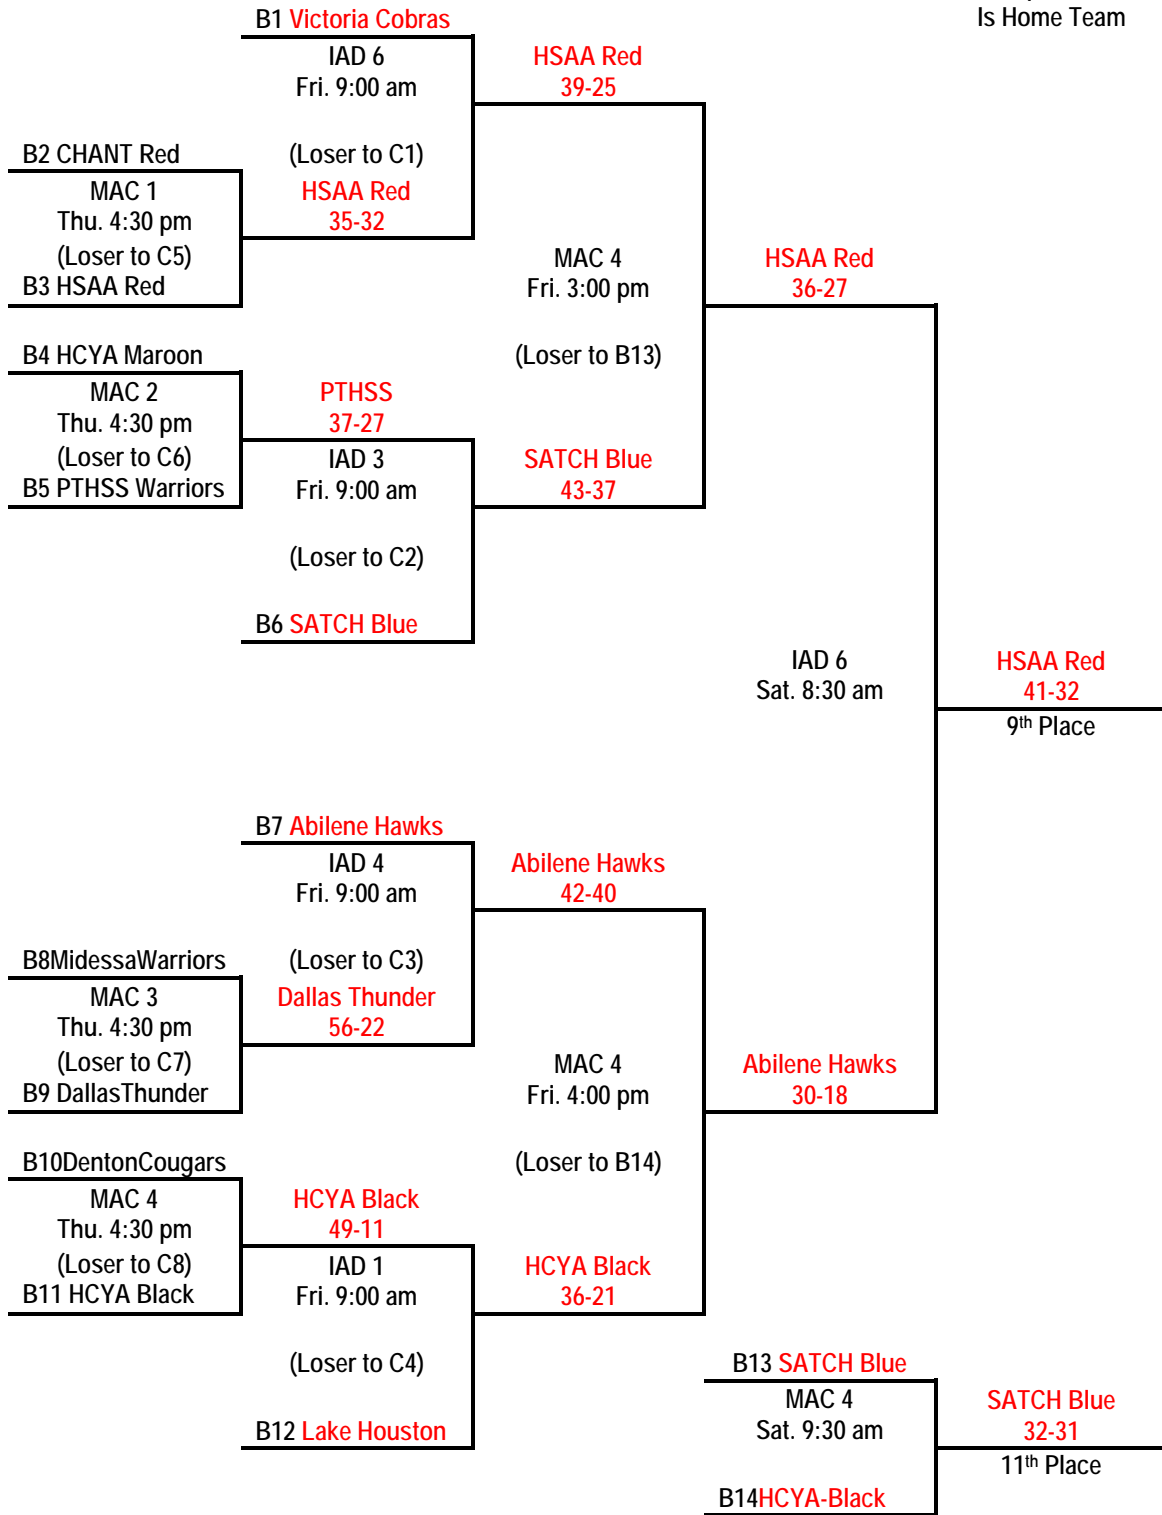 Is Home Team
B1 Victoria Cobras
IAD 6
Fri. 9:00 am
(Loser to C1)
HSAA Red
39-25
B2 CHANT Red
MAC 1
Thu. 4:30 pm
(Loser to C5)
B3 HSAA Red
HSAA Red
35-32
MAC 4
Fri. 3:00 pm
(Loser to B13)
HSAA Red
36-27
B4 HCYA Maroon
MAC 2
Thu. 4:30 pm
(Loser to C6)
B5 PTHSS Warriors
PTHSS
37-27
IAD 3
Fri. 9:00 am
(Loser to C2)
B6 SATCH Blue
SATCH Blue
43-37
IAD 6
Sat. 8:30 am
HSAA Red
41-32
9th Place
B7 Abilene Hawks
IAD 4
Fri. 9:00 am
(Loser to C3)
Abilene Hawks
42-40
B8MidessaWarriors
MAC 3
Thu. 4:30 pm
(Loser to C7)
B9 DallasThunder
Dallas Thunder
56-22
MAC 4
Fri. 4:00 pm
(Loser to B14)
Abilene Hawks
30-18
B10DentonCougars
MAC 4
Thu. 4:30 pm
(Loser to C8)
B11 HCYA Black
HCYA Black
49-11
IAD 1
Fri. 9:00 am
(Loser to C4)
B12 Lake Houston
HCYA Black
36-21
B13 SATCH Blue
MAC 4
Sat. 9:30 am
B14HCYA-Black
SATCH Blue
32-31
11th Place